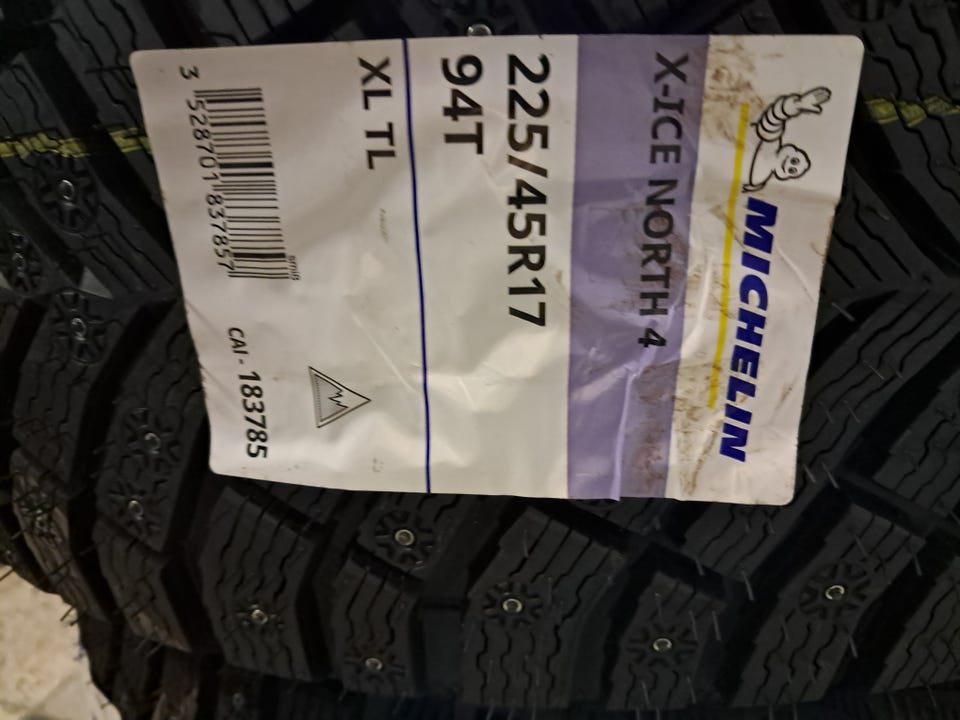 MICHELIN
X-ICE NORTH 4
225/45R17
94T
XL TL
3 528701 837857
CAI - 183785